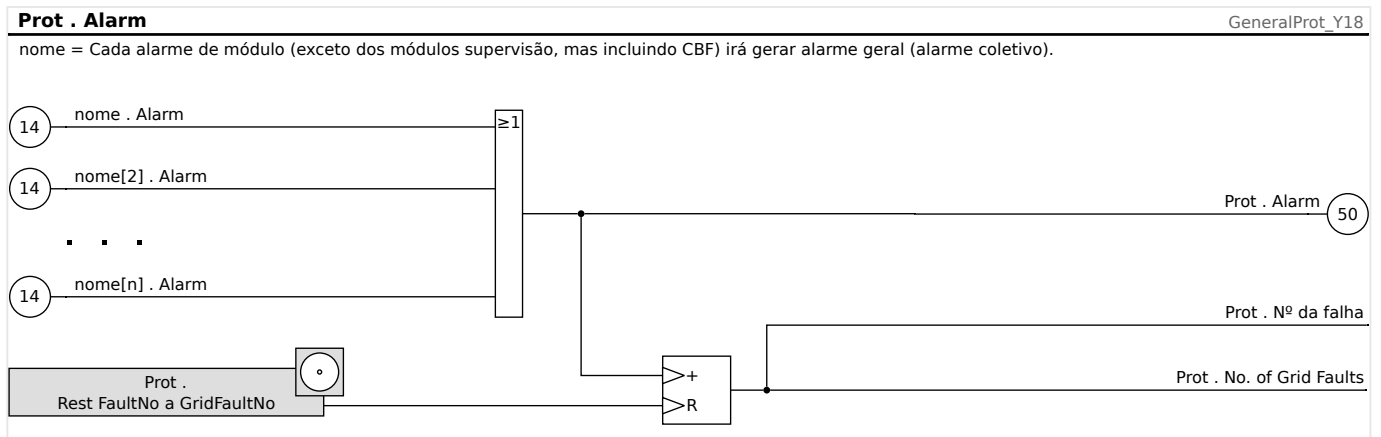 Prot . Alarm
GeneralProt_Y18
nome = Cada alarme de módulo (exceto dos módulos supervisão, mas incluindo CBF) irá gerar alarme geral (alarme coletivo).
14
nome . Alarm
≥1
14
nome[2] . Alarm
Prot . Alarm
50
. . .
14
nome[n] . Alarm
Prot . Nº da falha
Prot .
Rest FaultNo a GridFaultNo
+
R
Prot . No. of Grid Faults